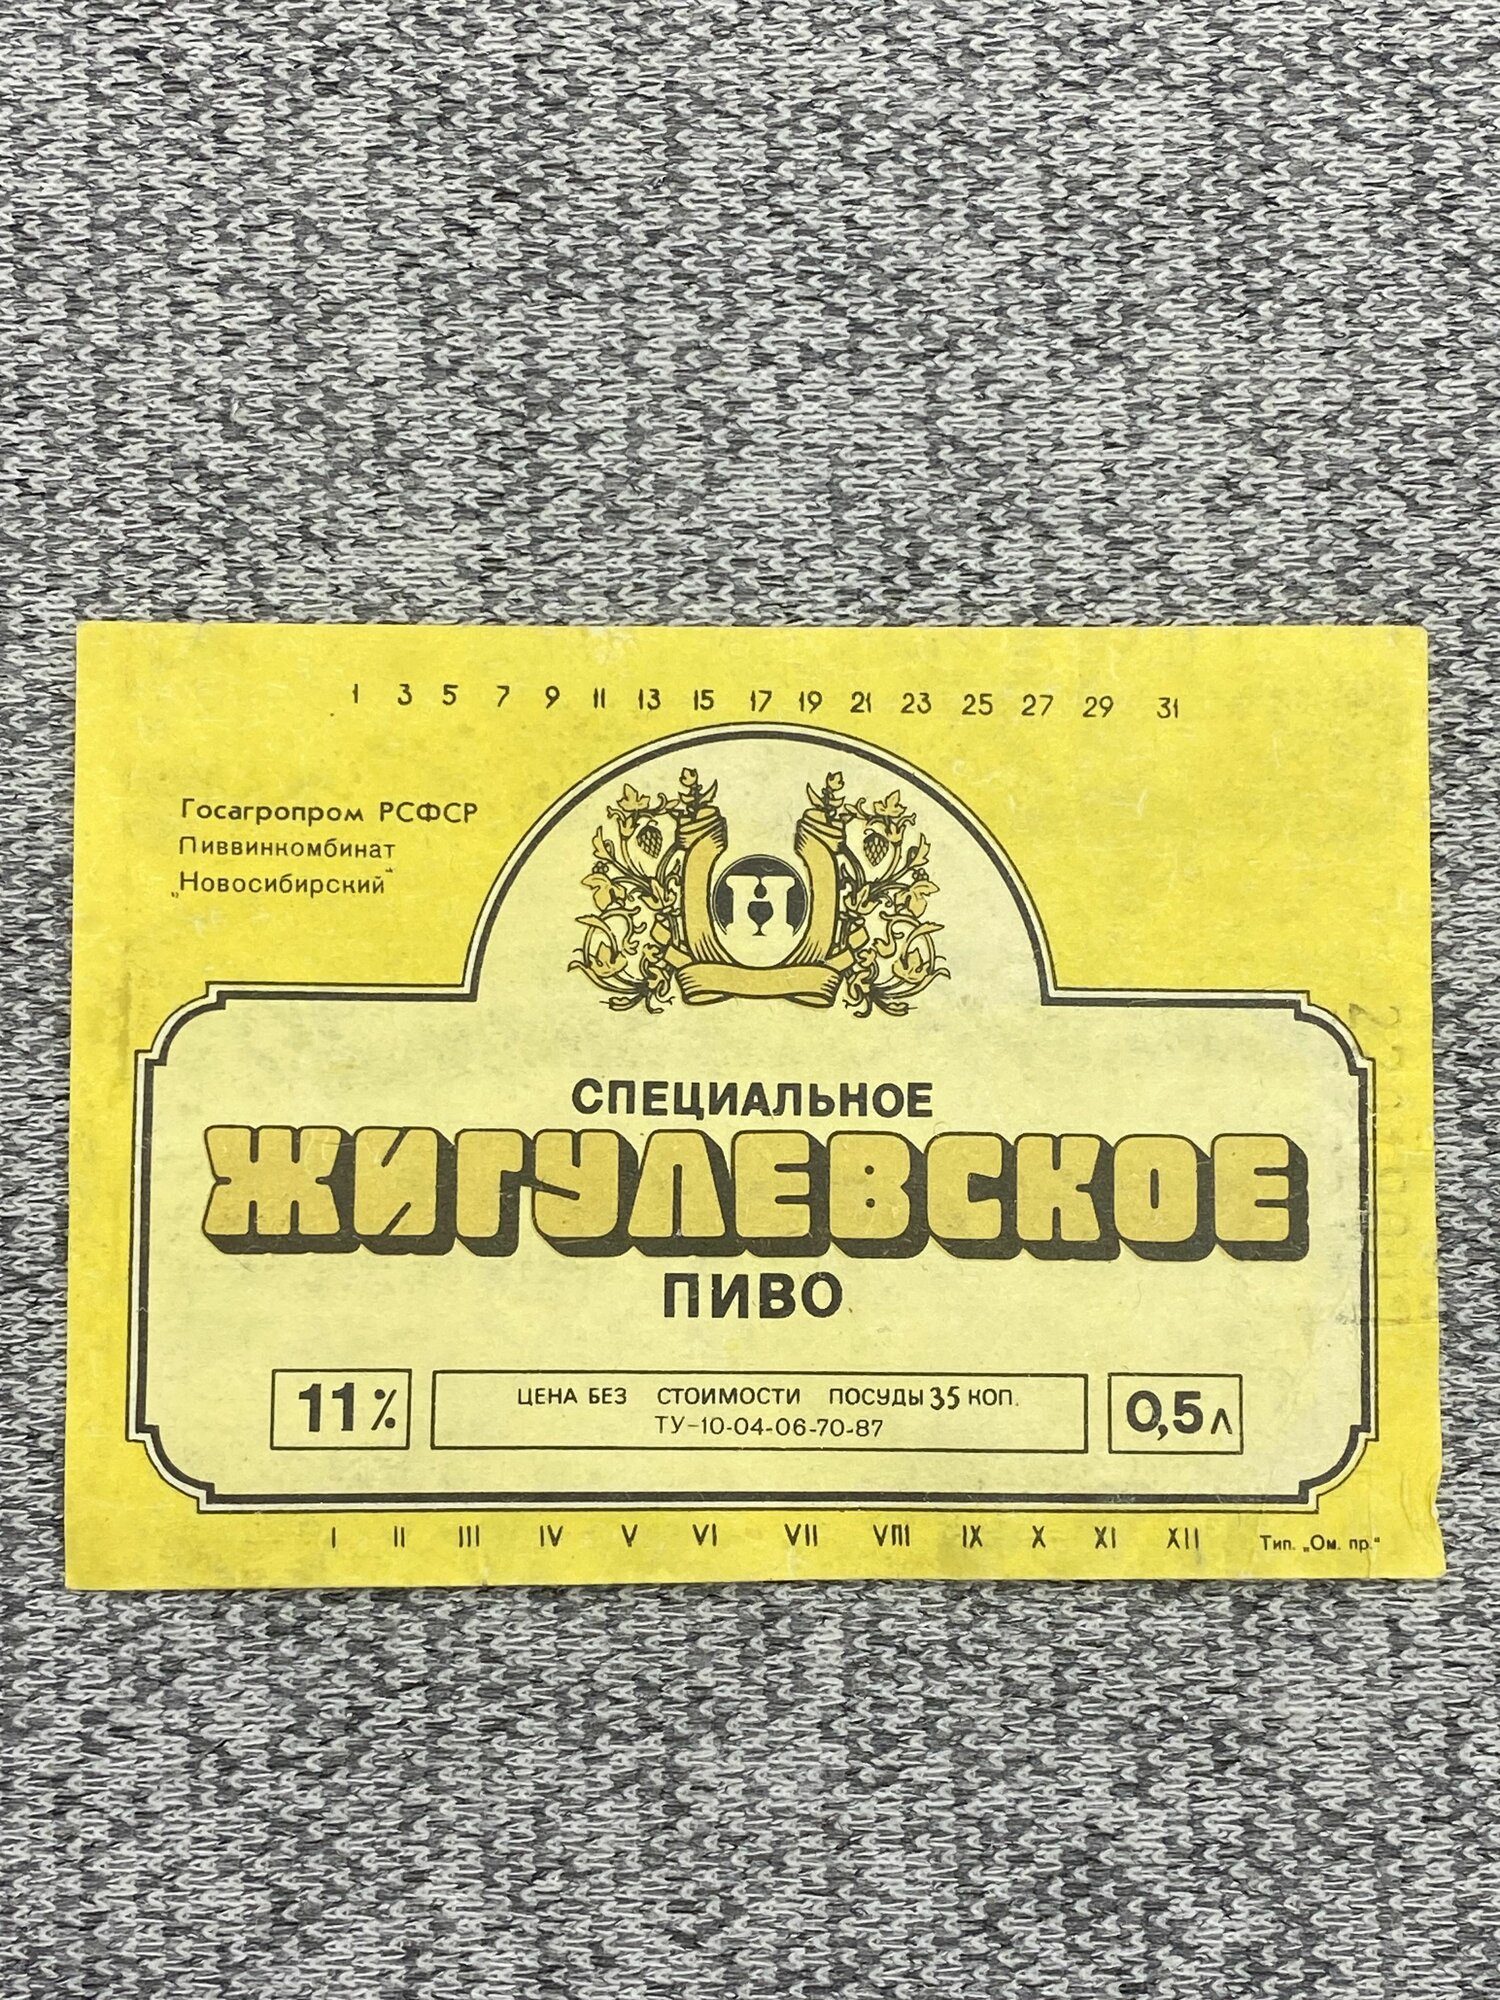 1 3 5 7 9 11 13 15 17 19 21 23 25 27 29 31
Госагропром РСФСР
Пиввинкомбинат
„Новосибирский“
Н
СПЕЦИАЛЬНОЕ
ЖИГУЛЕВСКОЕ
ПИВО
11%
ЦЕНА БЕЗ СТОИМОСТИ ПОСУДЫ 35 КОП.
ТУ-10-04-06-70-87
0,5 л
I II III IV V VI VII VIII IX X XI XII
Тип. „Ом. пр.“